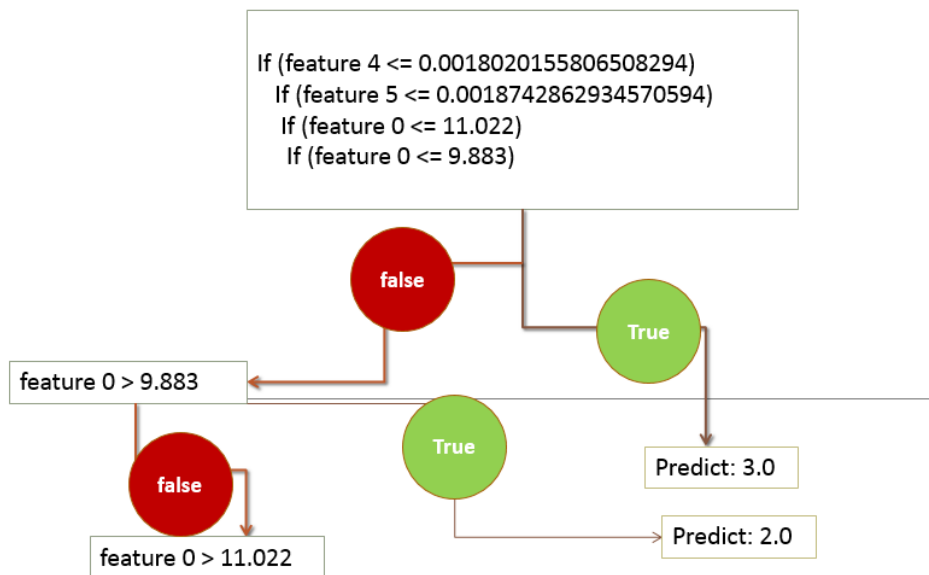 If (feature 4 <= 0.0018020155806508294)
If (feature 5 <= 0.0018742862934570594)
If (feature 0 <= 11.022)
If (feature 0 <= 9.883)
false
True
feature 0 > 9.883
True
Predict: 3.0
false
Predict: 2.0
feature 0 > 11.022